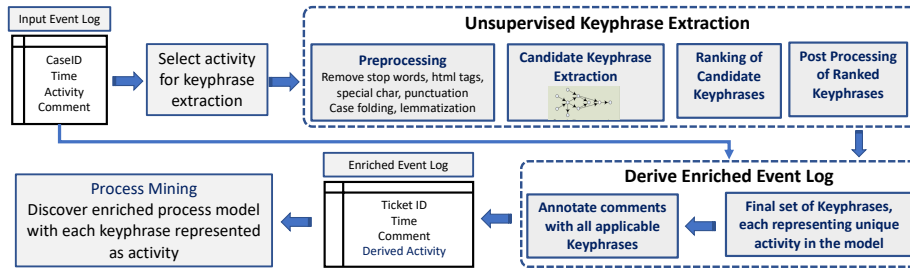 Input Event Log
CaseID
Time
Activity
Comment
Select activity
for keyphrase
extraction
Unsupervised Keyphrase Extraction
Preprocessing
Remove stop words, html tags,
special char, punctuation
Case folding, lemmatization
Candidate Keyphrase
Extraction
Ranking of
Candidate
Keyphrases
Post Processing
of Ranked
Keyphrases
Derive Enriched Event Log
Final set of Keyphrases,
each representing unique
activity in the model
Annotate comments
with all applicable
Keyphrases
Enriched Event Log
Ticket ID
Time
Comment
Derived Activity
Process Mining
Discover enriched process model
with each keyphrase represented
as activity